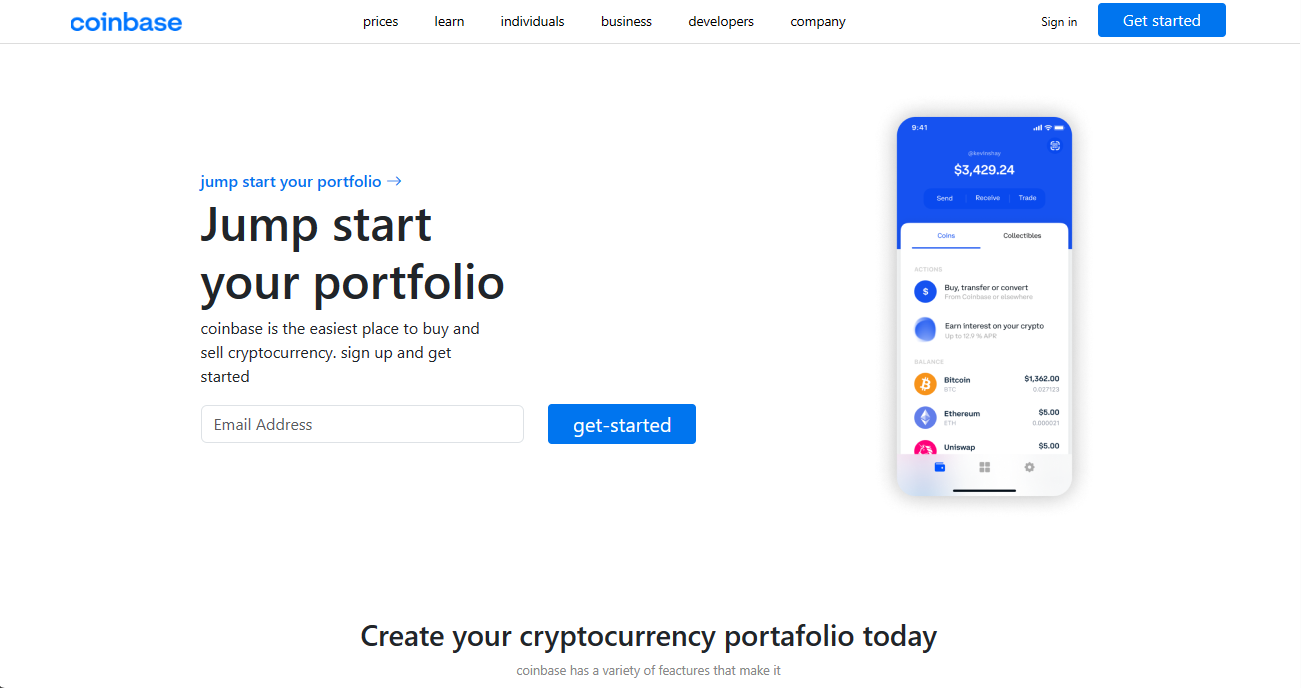 coinbase
prices learn individuals business developers company
Sign in
Get started
jump start your portfolio →
Jump start
your portfolio
coinbase is the easiest place to buy and
sell cryptocurrency. sign up and get
started
Email Address
get-started
9:41
@kevinshay
$3,429.24
Send Receive Trade
Coins Collectibles
ACTIONS
$ Buy, transfer or convert
From Coinbase or elsewhere
Earn interest on your crypto
Up to 12.9 % APR
BALANCE
Bitcoin $1,362.00
BTC 0.027123
Ethereum $5.00
ETH 0.000021
Uniswap $5.00
Create your cryptocurrency portafolio today
coinbase has a variety of feactures that make it